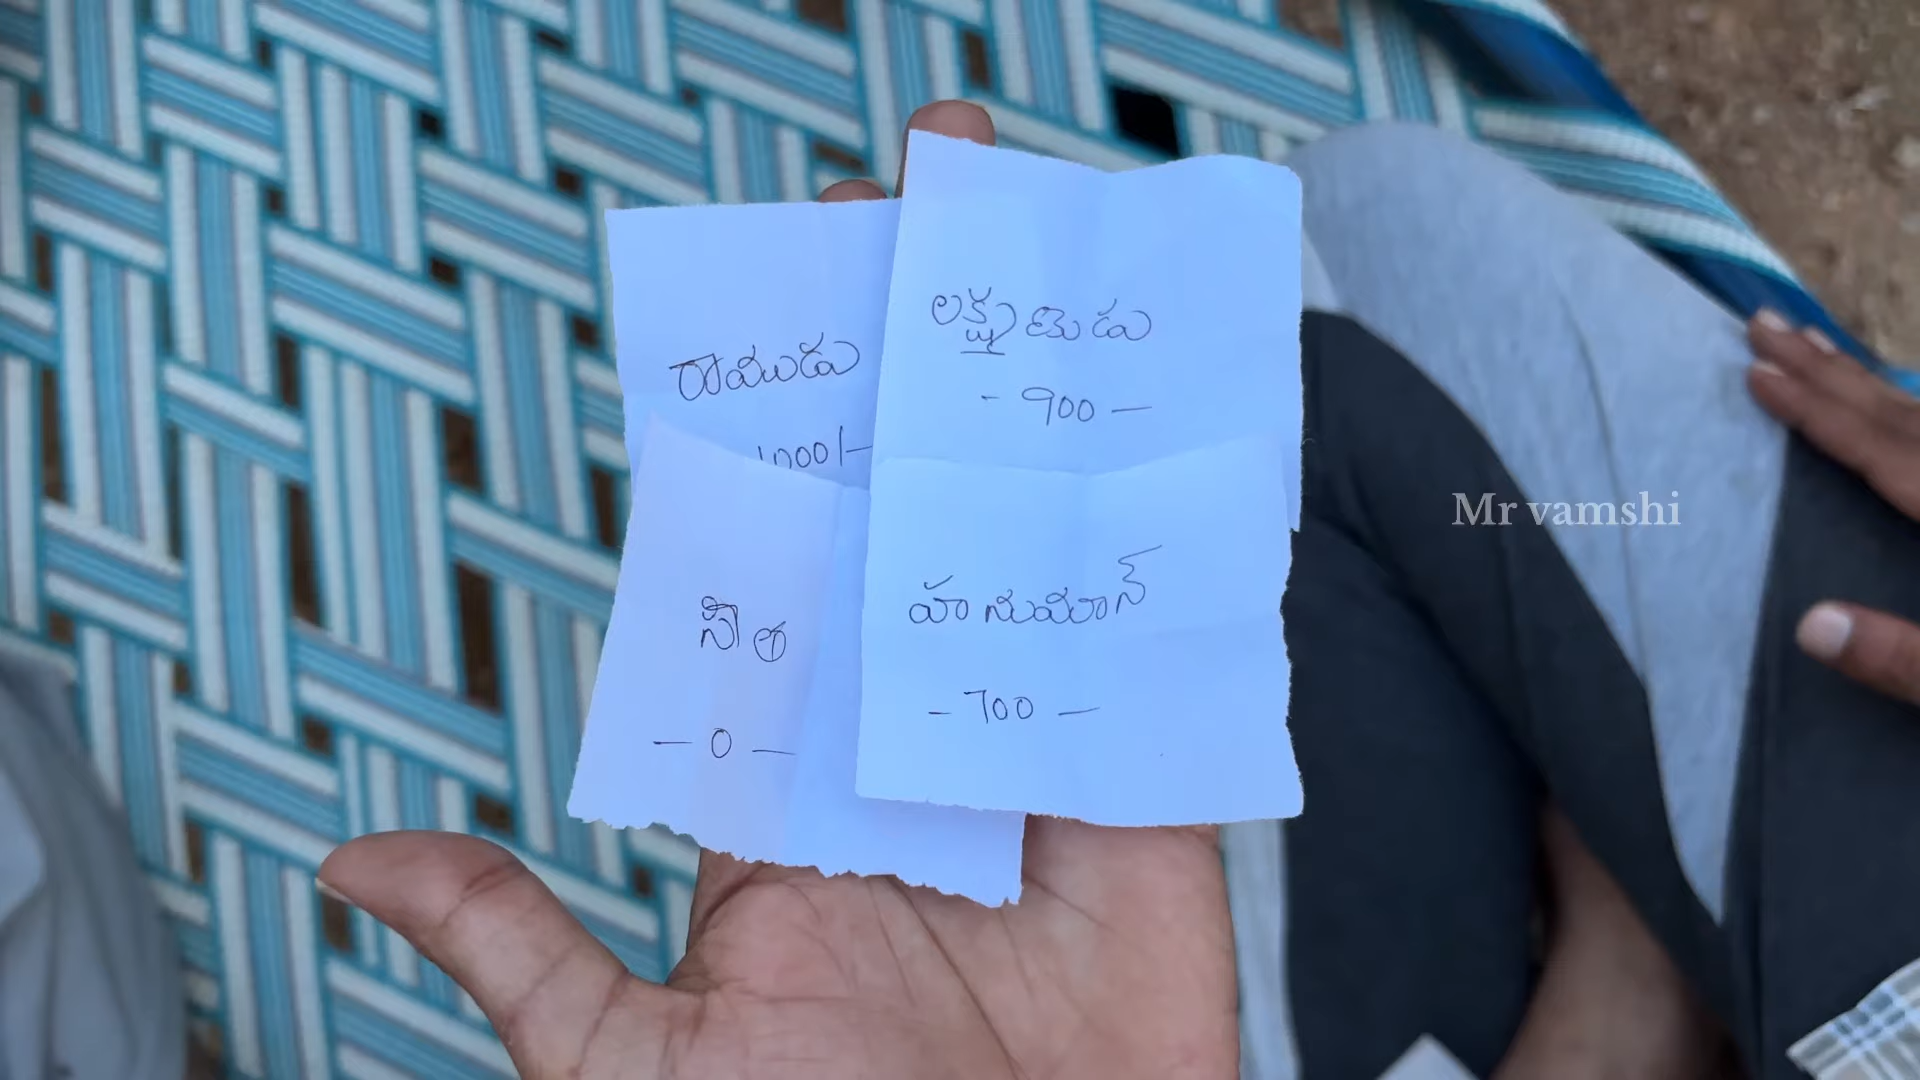 రాముడు
1000/-
లక్ష్మణుడు
- 900 -
సీత
- 0 -
హనుమాన్
- 700 -
Mr vamshi